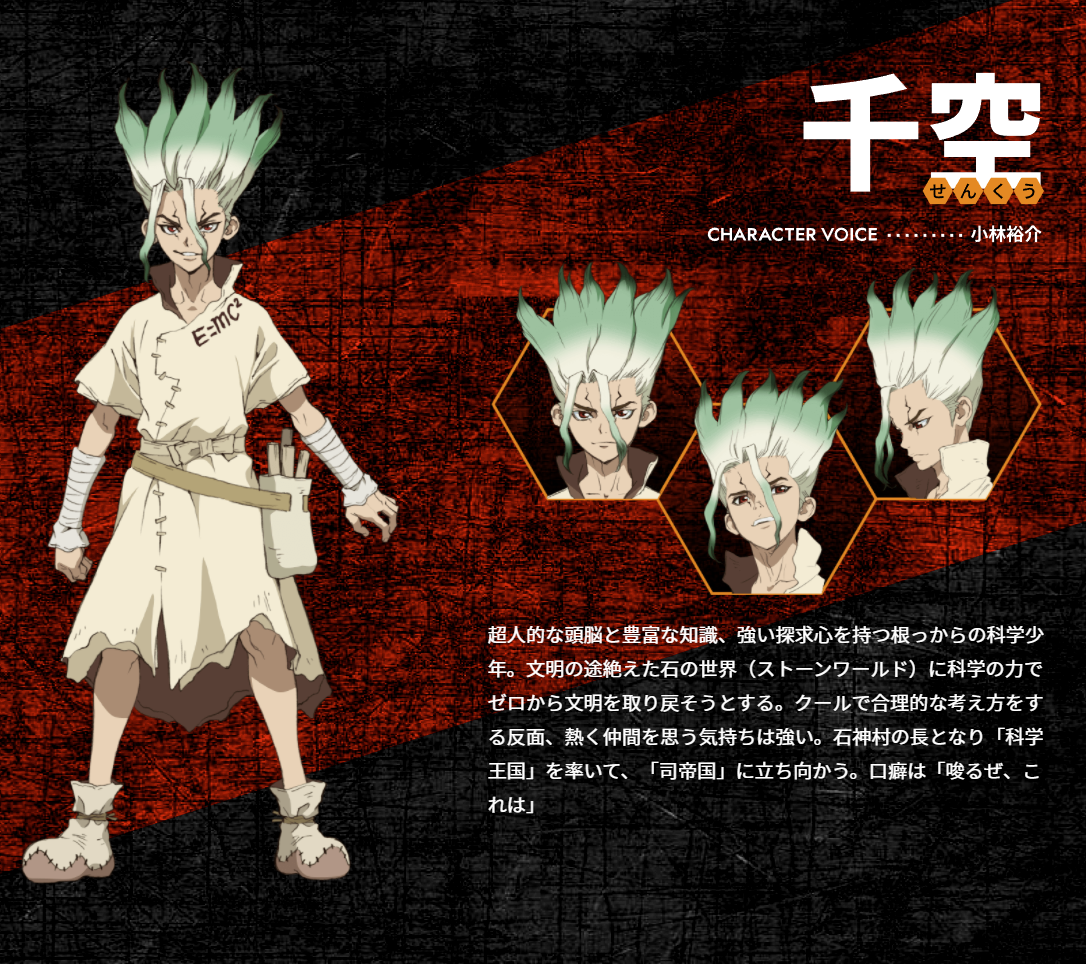 千空
せんくう
CHARACTER VOICE ········· 小林裕介
E=mC²
超人的な頭脳と豊富な知識、強い探求心を持つ根っからの科学少
年。文明の途絶えた石の世界（ストーンワールド）に科学の力で
ゼロから文明を取り戻そうとする。クールで合理的な考え方をす
る反面、熱く仲間を思う気持ちは強い。石神村の長となり「科学
王国」を率いて、「司帝国」に立ち向かう。口癖は「唆るぜ、こ
れは」